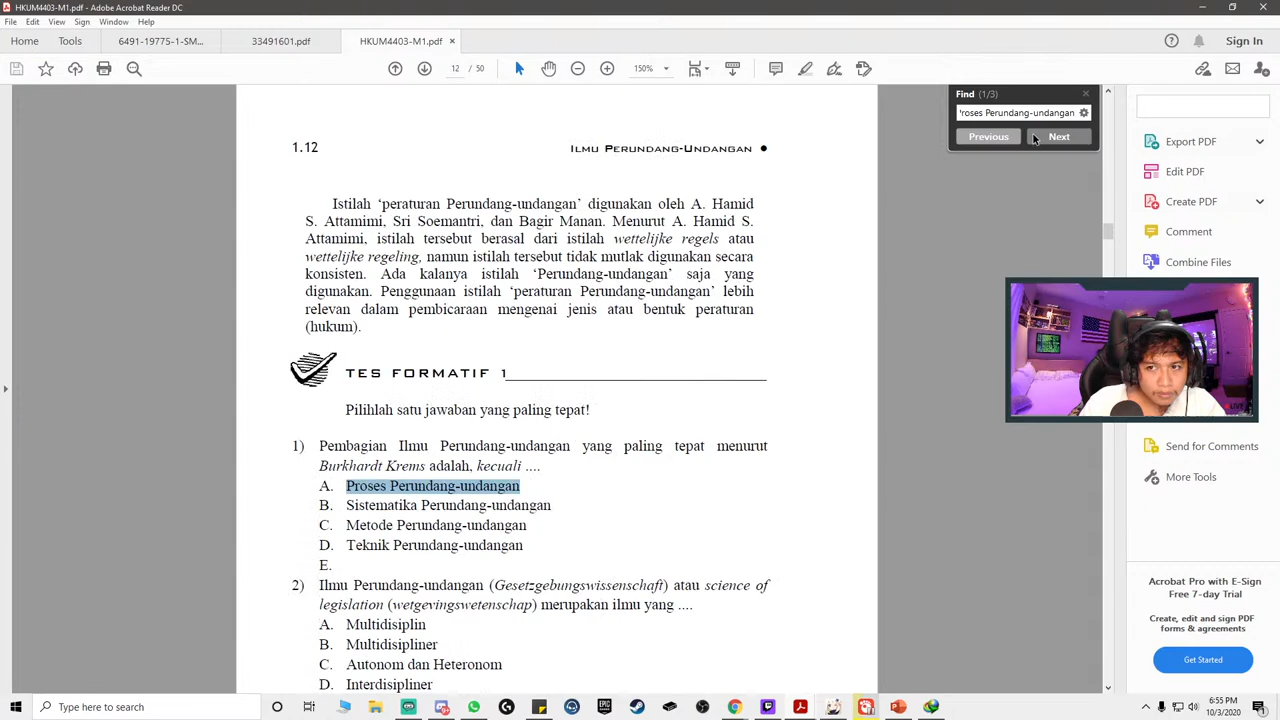 HKUM4403-M1.pdf - Adobe Acrobat Reader DC
File Edit View Sign Window Help
Home Tools 6491-19775-1-SM... 33491601.pdf HKUM4403-M1.pdf × Sign In
12 / 50 150%
Find (1/3)
roses Perundang-undangan
Previous Next
1.12 ILMU PERUNDANG-UNDANGAN ●
Istilah ‘peraturan Perundang-undangan’ digunakan oleh A. Hamid
S. Attamimi, Sri Soemantri, dan Bagir Manan. Menurut A. Hamid S.
Attamimi, istilah tersebut berasal dari istilah wettelijke regels atau
wettelijke regeling, namun istilah tersebut tidak mutlak digunakan secara
konsisten. Ada kalanya istilah ‘Perundang-undangan’ saja yang
digunakan. Penggunaan istilah ‘peraturan Perundang-undangan’ lebih
relevan dalam pembicaraan mengenai jenis atau bentuk peraturan
(hukum).
TES FORMATIF 1
Pilihlah satu jawaban yang paling tepat!
1) Pembagian Ilmu Perundang-undangan yang paling tepat menurut
Burkhardt Krems adalah, kecuali ....
A. Proses Perundang-undangan
B. Sistematika Perundang-undangan
C. Metode Perundang-undangan
D. Teknik Perundang-undangan
E.
2) Ilmu Perundang-undangan (Gesetzgebungswissenschaft) atau science of
legislation (wetgevingswetenschap) merupakan ilmu yang ....
A. Multidisiplin
B. Multidisipliner
C. Autonom dan Heteronom
D. Interdisipliner
Export PDF
Edit PDF
Create PDF
Comment
Combine Files
LIVE
Send for Comments
More Tools
Acrobat Pro with E-Sign
Free 7-day Trial
Create, edit and sign PDF
forms & agreements
Get Started
Type here to search
6:55 PM
10/3/2020